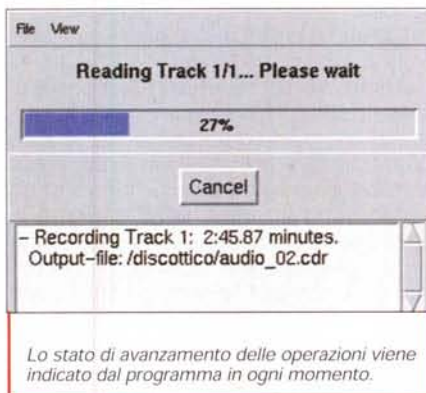 File View
Reading Track 1/1... Please wait
27%
Cancel
– Recording Track 1: 2:45.87 minutes.
Output-file: /discottico/audio_02.cdr
Lo stato di avanzamento delle operazioni viene
indicato dal programma in ogni momento.